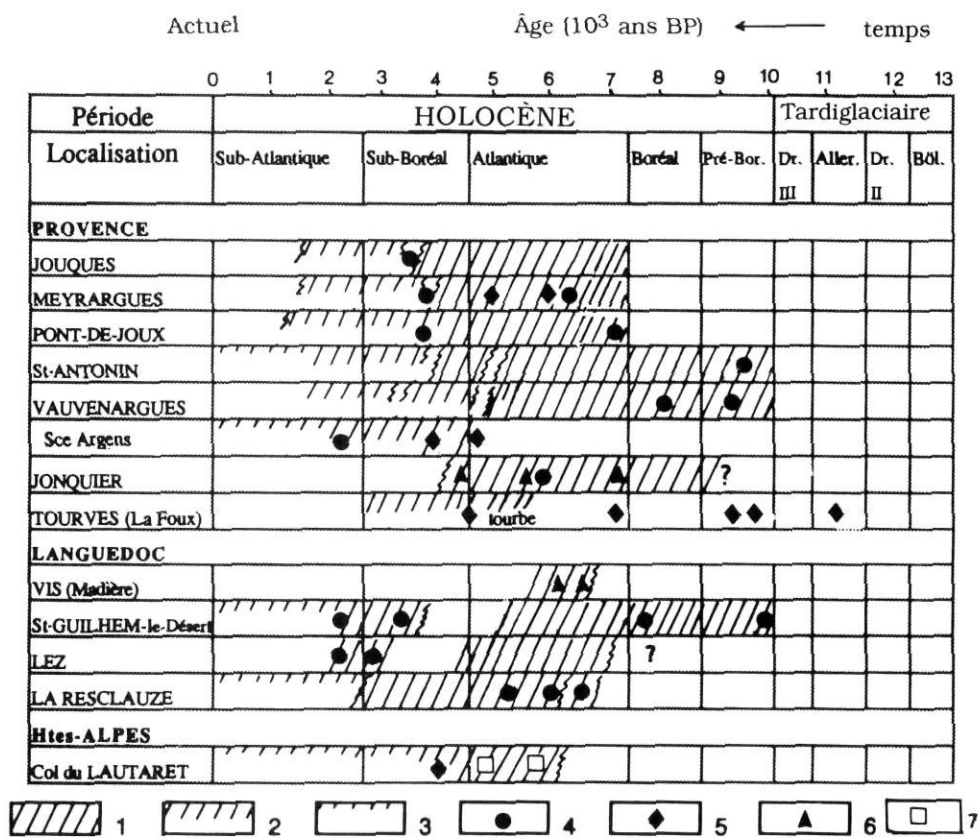 Actuel Âge (10³ ans BP) ← temps
0 1 2 3 4 5 6 7 8 9 10 11 12 13
Période HOLOCÈNE Tardiglaciaire
Localisation Sub-Atlantique Sub-Boréal Atlantique Boréal Pré-Bor. Dr. III Aller. Dr. II Böl.
PROVENCE
JOUQUES
MEYRARGUES
PONT-DE-JOUX
St-ANTONIN
VAUVENARGUES
Sce Argens
JONQUIER ?
TOURVES (La Foux) tourbe
LANGUEDOC
VIS (Madière)
St-GUILHEM-le-Désert
LEZ ?
LA RESCLAUZE
Htes-ALPES
Col du LAUTARET
1 2 3 4 5 6 7